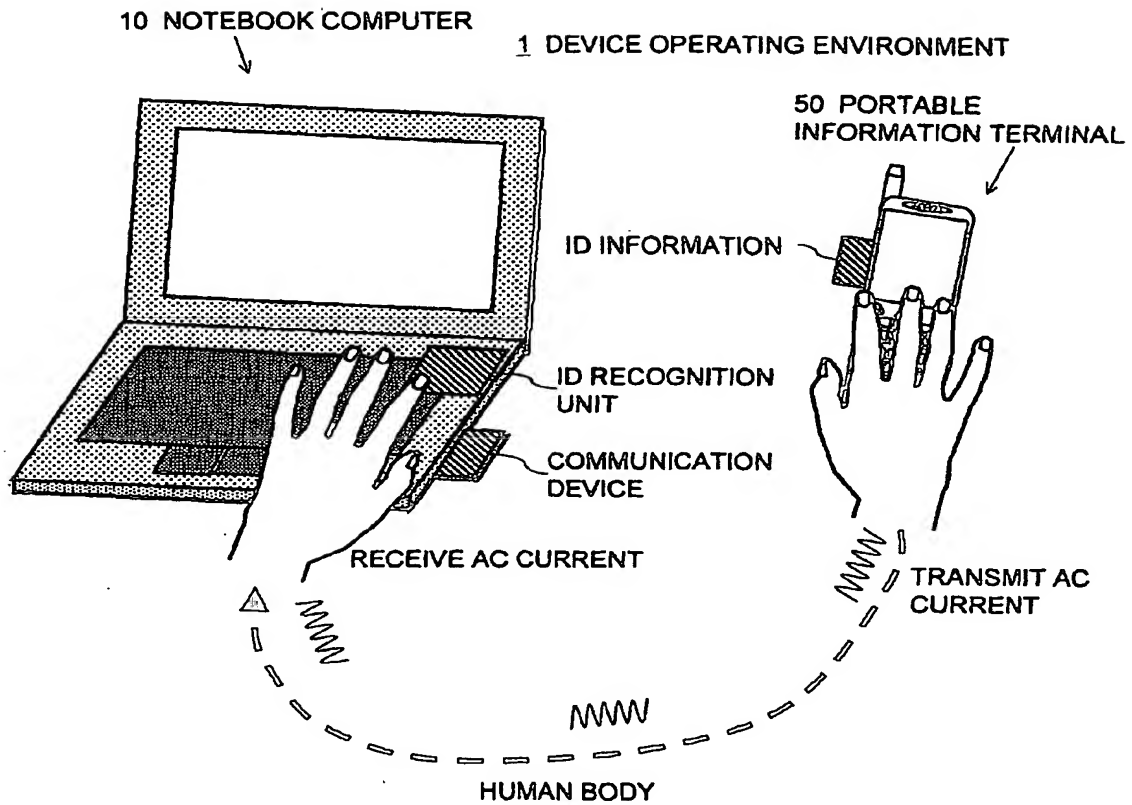 10 NOTEBOOK COMPUTER
1 DEVICE OPERATING ENVIRONMENT
50 PORTABLE
INFORMATION TERMINAL
ID INFORMATION
ID RECOGNITION
UNIT
COMMUNICATION
DEVICE
RECEIVE AC CURRENT
TRANSMIT AC
CURRENT
HUMAN BODY